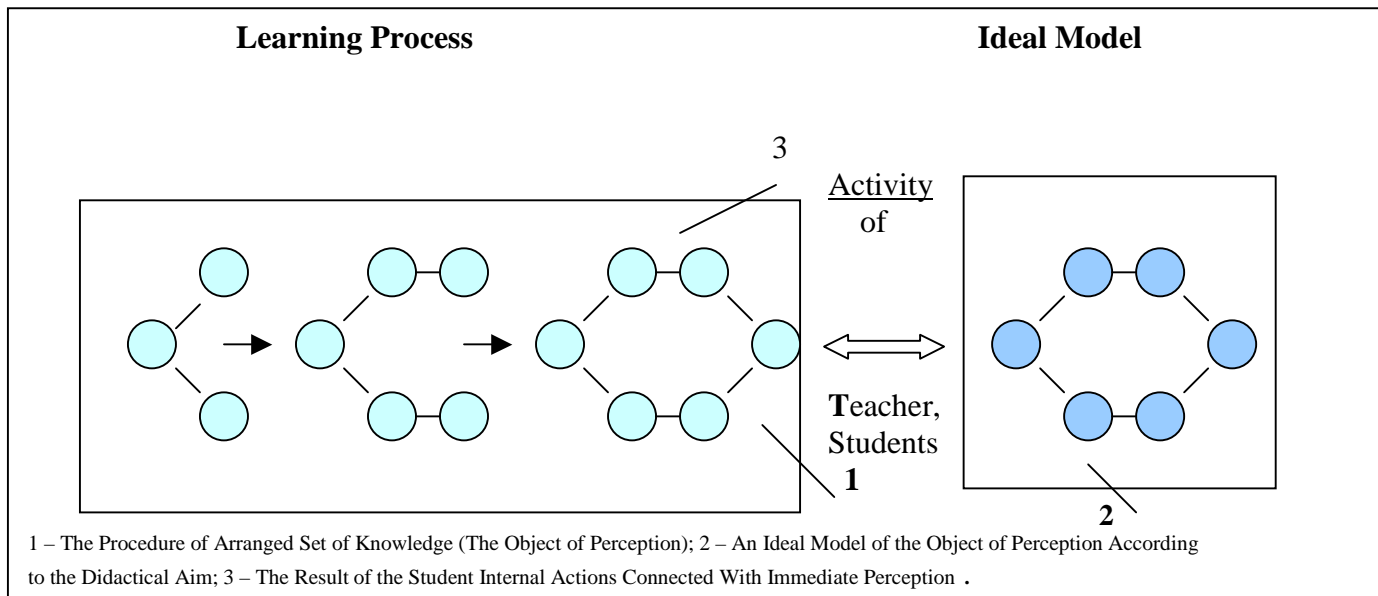 Learning Process
Ideal Model
3
Activity
of
Teacher,
Students
1
2
1 – The Procedure of Arranged Set of Knowledge (The Object of Perception); 2 – An Ideal Model of the Object of Perception According
to the Didactical Aim; 3 – The Result of the Student Internal Actions Connected With Immediate Perception .